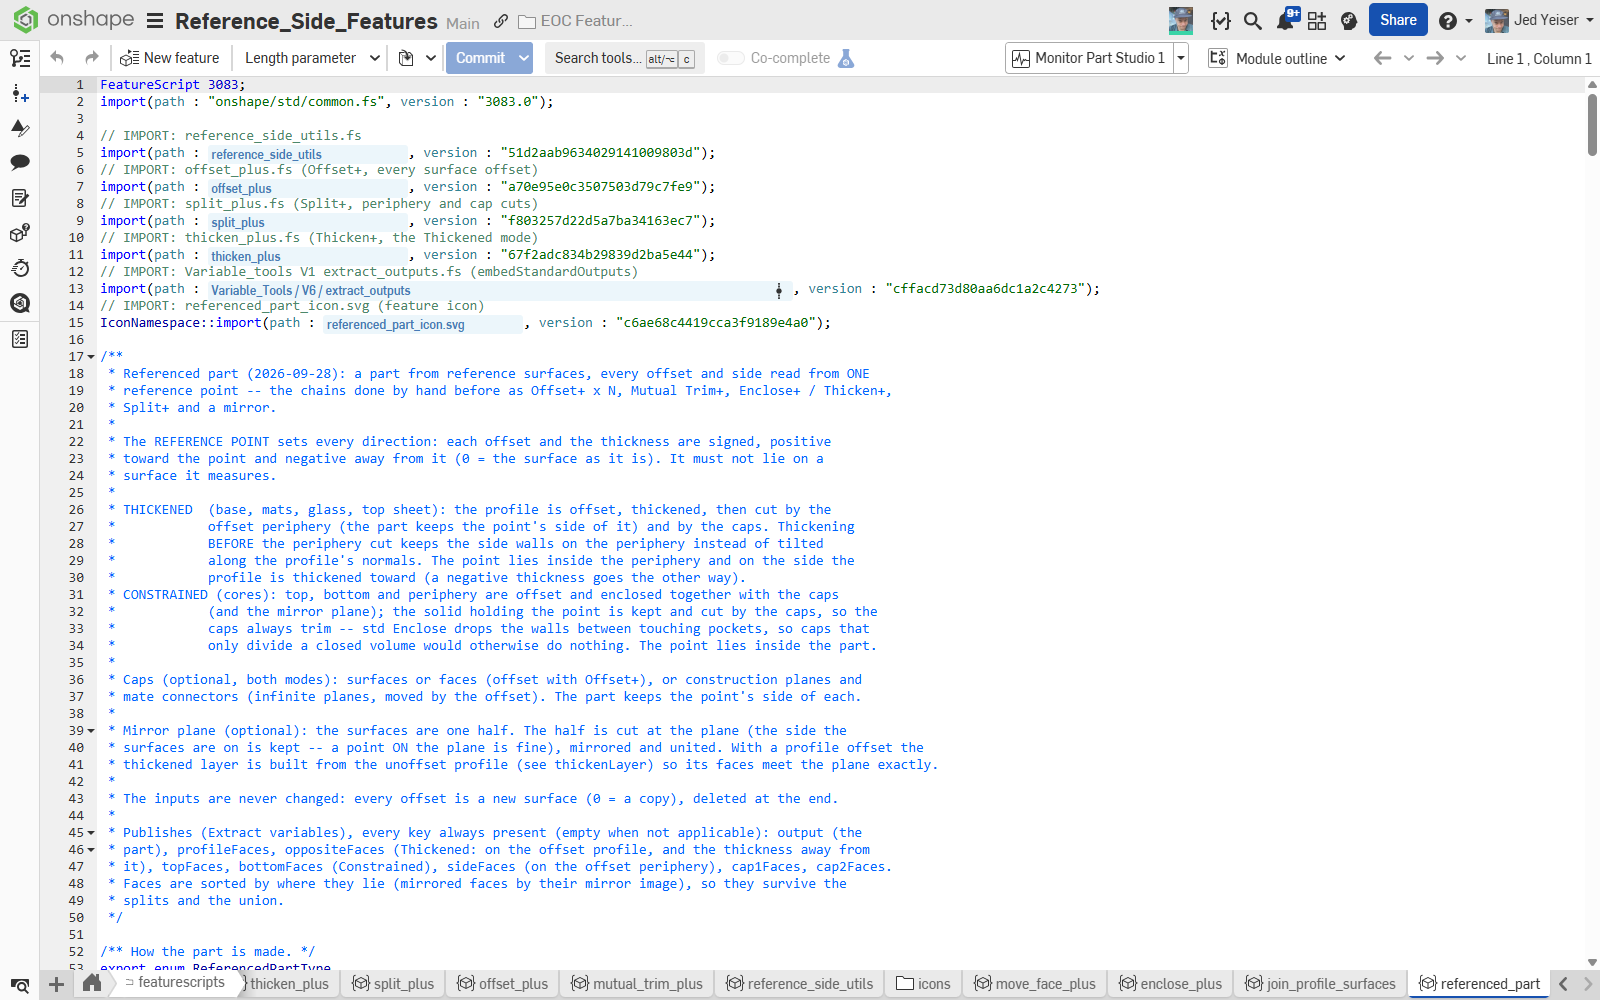 onshape Reference_Side_Features Main EOC Featur... 9+ Share Jed Yeiser
New feature Length parameter Commit Search tools... alt/⌥ c Co-complete Monitor Part Studio 1 Module outline Line 1 , Column 1
1 FeatureScript 3083;
2 import(path : "onshape/std/common.fs", version : "3083.0");
3
4 // IMPORT: reference_side_utils.fs
5 import(path : reference_side_utils , version : "51d2aab9634029141009803d");
6 // IMPORT: offset_plus.fs (Offset+, every surface offset)
7 import(path : offset_plus , version : "a70e95e0c3507503d79c7fe9");
8 // IMPORT: split_plus.fs (Split+, periphery and cap cuts)
9 import(path : split_plus , version : "f803257d22d5a7ba34163ec7");
10 // IMPORT: thicken_plus.fs (Thicken+, the Thickened mode)
11 import(path : thicken_plus , version : "67f2adc834b29839d2ba5e44");
12 // IMPORT: Variable_tools V1 extract_outputs.fs (embedStandardOutputs)
13 import(path : Variable_Tools / V6 / extract_outputs , version : "cffacd73d80aa6dc1a2c4273");
14 // IMPORT: referenced_part_icon.svg (feature icon)
15 IconNamespace::import(path : referenced_part_icon.svg , version : "c6ae68c4419cca3f9189e4a0");
16
17 /**
18 * Referenced part (2026-09-28): a part from reference surfaces, every offset and side read from ONE
19 * reference point -- the chains done by hand before as Offset+ x N, Mutual Trim+, Enclose+ / Thicken+,
20 * Split+ and a mirror.
21 *
22 * The REFERENCE POINT sets every direction: each offset and the thickness are signed, positive
23 * toward the point and negative away from it (0 = the surface as it is). It must not lie on a
24 * surface it measures.
25 *
26 * THICKENED (base, mats, glass, top sheet): the profile is offset, thickened, then cut by the
27 * offset periphery (the part keeps the point's side of it) and by the caps. Thickening
28 * BEFORE the periphery cut keeps the side walls on the periphery instead of tilted
29 * along the profile's normals. The point lies inside the periphery and on the side the
30 * profile is thickened toward (a negative thickness goes the other way).
31 * CONSTRAINED (cores): top, bottom and periphery are offset and enclosed together with the caps
32 * (and the mirror plane); the solid holding the point is kept and cut by the caps, so the
33 * caps always trim -- std Enclose drops the walls between touching pockets, so caps that
34 * only divide a closed volume would otherwise do nothing. The point lies inside the part.
35 *
36 * Caps (optional, both modes): surfaces or faces (offset with Offset+), or construction planes and
37 * mate connectors (infinite planes, moved by the offset). The part keeps the point's side of each.
38 *
39 * Mirror plane (optional): the surfaces are one half. The half is cut at the plane (the side the
40 * surfaces are on is kept -- a point ON the plane is fine), mirrored and united. With a profile offset the
41 * thickened layer is built from the unoffset profile (see thickenLayer) so its faces meet the plane exactly.
42 *
43 * The inputs are never changed: every offset is a new surface (0 = a copy), deleted at the end.
44 *
45 * Publishes (Extract variables), every key always present (empty when not applicable): output (the
46 * part), profileFaces, oppositeFaces (Thickened: on the offset profile, and the thickness away from
47 * it), topFaces, bottomFaces (Constrained), sideFaces (on the offset periphery), cap1Faces, cap2Faces.
48 * Faces are sorted by where they lie (mirrored faces by their mirror image), so they survive the
49 * splits and the union.
50 */
51
52 /** How the part is made. */
53 export enum ReferencedPartType
featurescripts thicken_plus split_plus offset_plus mutual_trim_plus reference_side_utils icons move_face_plus enclose_plus join_profile_surfaces referenced_part